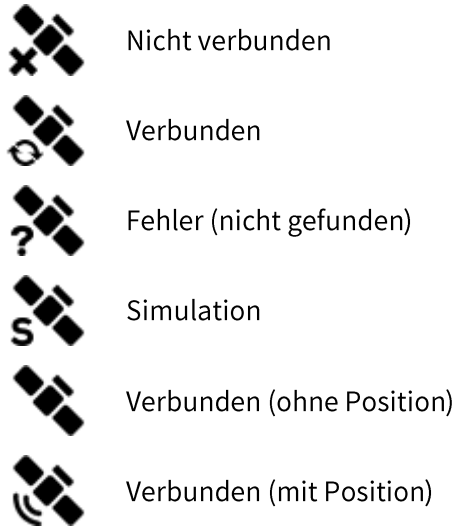 Nicht verbunden
Verbunden
? Fehler (nicht gefunden)
S Simulation
Verbunden (ohne Position)
Verbunden (mit Position)